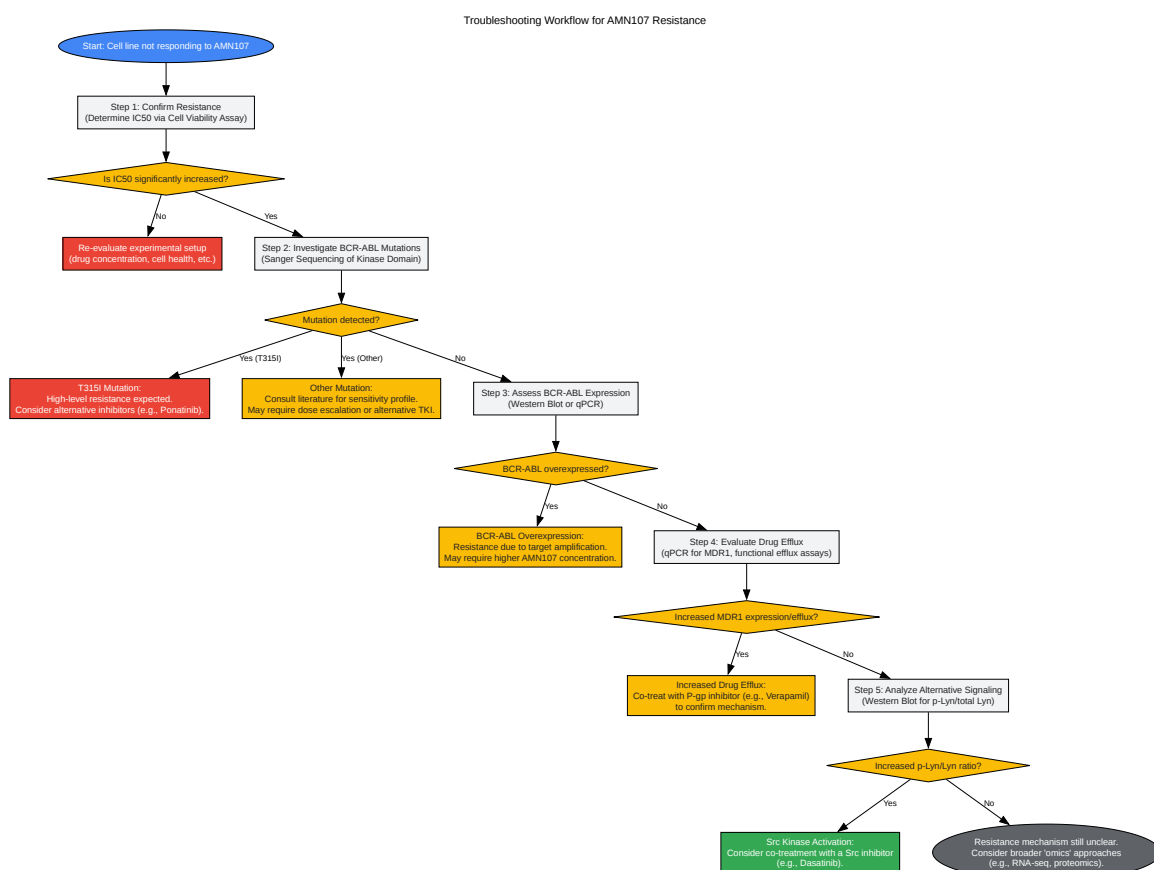 Troubleshooting Workflow for AMN107 Resistance
Start: Cell line not responding to AMN107
Step 1: Confirm Resistance
(Determine IC50 via Cell Viability Assay)
Is IC50 significantly increased?
No
Yes
Re-evaluate experimental setup
(drug concentration, cell health, etc.)
Step 2: Investigate BCR-ABL Mutations
(Sanger Sequencing of Kinase Domain)
Mutation detected?
Yes (T315I)
Yes (Other)
No
T315I Mutation:
High-level resistance expected.
Consider alternative inhibitors (e.g., Ponatinib).
Other Mutation:
Consult literature for sensitivity profile.
May require dose escalation or alternative TKI.
Step 3: Assess BCR-ABL Expression
(Western Blot or qPCR)
BCR-ABL overexpressed?
Yes
No
BCR-ABL Overexpression:
Resistance due to target amplification.
May require higher AMN107 concentration.
Step 4: Evaluate Drug Efflux
(qPCR for MDR1, functional efflux assays)
Increased MDR1 expression/efflux?
Yes
No
Increased Drug Efflux:
Co-treat with P-gp inhibitor (e.g., Verapamil)
to confirm mechanism.
Step 5: Analyze Alternative Signaling
(Western Blot for p-Lyn/total Lyn)
Increased p-Lyn/Lyn ratio?
Yes
No
Src Kinase Activation:
Consider co-treatment with a Src inhibitor
(e.g., Dasatinib).
Resistance mechanism still unclear.
Consider broader 'omics' approaches
(e.g., RNA-seq, proteomics).